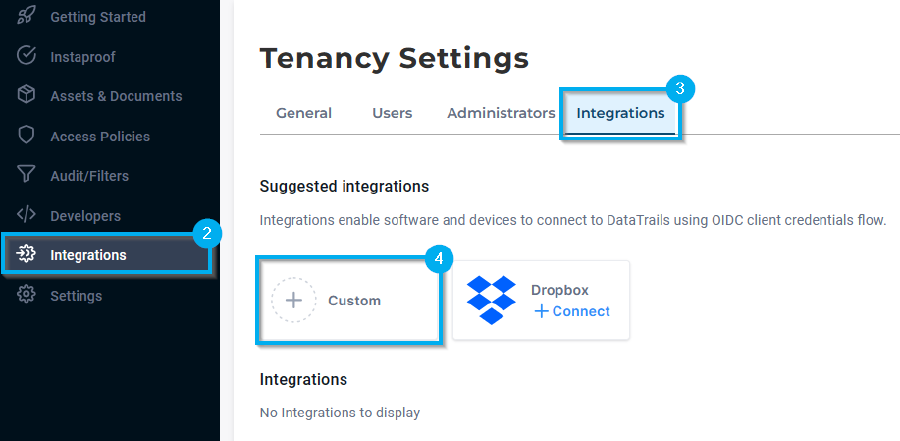 Getting Started
Instaproof
Assets & Documents
Access Policies
Audit/Filters
Developers
Integrations
2
Settings
Tenancy Settings
3
General
Users
Administrators
Integrations
Suggested integrations
Integrations enable software and devices to connect to DataTrails using OIDC client credentials flow.
4
Custom
Dropbox
+ Connect
Integrations
No Integrations to display